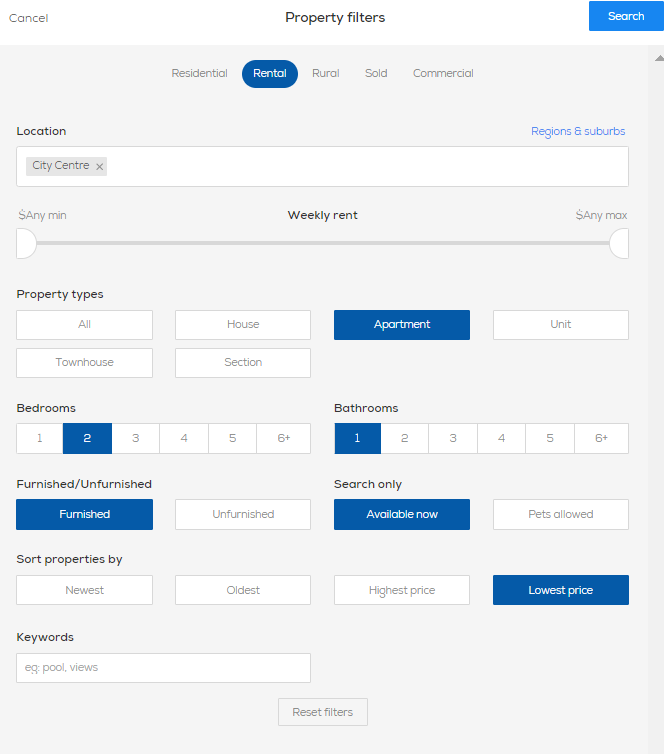 Cancel Property filters Search
Residential Rental Rural Sold Commercial
Location Regions & suburbs
City Centre ×
$Any min Weekly rent $Any max
Property types
All House Apartment Unit
Townhouse Section
Bedrooms Bathrooms
1 2 3 4 5 6+ 1 2 3 4 5 6+
Furnished/Unfurnished Search only
Furnished Unfurnished Available now Pets allowed
Sort properties by
Newest Oldest Highest price Lowest price
Keywords
eg: pool, views
Reset filters